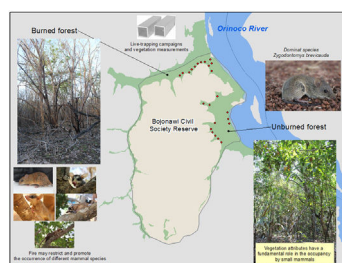 Live-trapping campaigns
and vegetation measurements
Burned forest
Orinoco River
Dominat species
Zygodontomys brevicauda
Bojonawi Civil
Society Reserve
Unburned forest
Fire may restrict and promote
the occurrence of different mammal species
Vegetation attributes have a
fundamental role in the occupancy
by small mammals